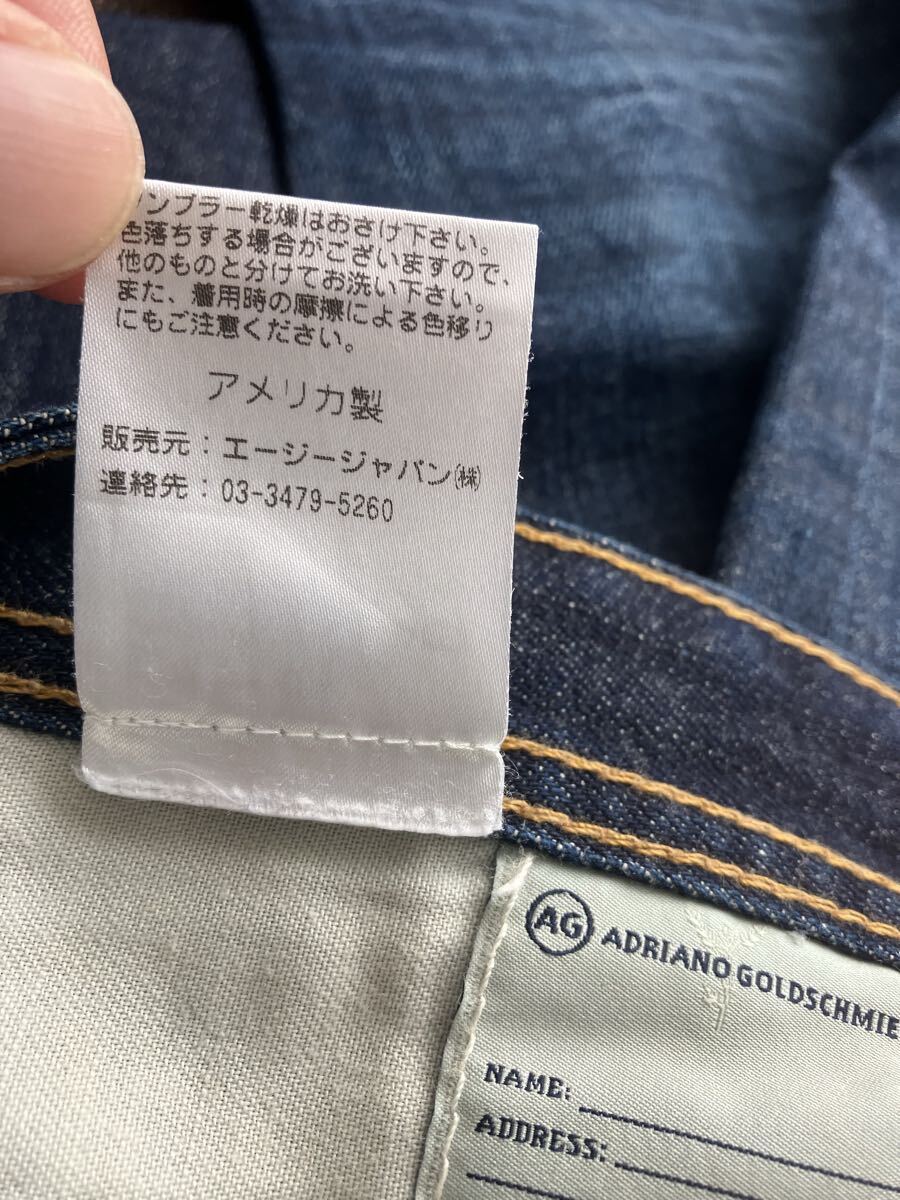 タンブラー乾燥はおさけ下さい。
色落ちする場合がございますので、
他のものと分けてお洗い下さい。
また、着用時の摩擦による色移り
にもご注意ください。
アメリカ製
販売元：エージージャパン㈱
連絡先：03-3479-5260
AG ADRIANO GOLDSCHMIE
NAME:
ADDRESS: